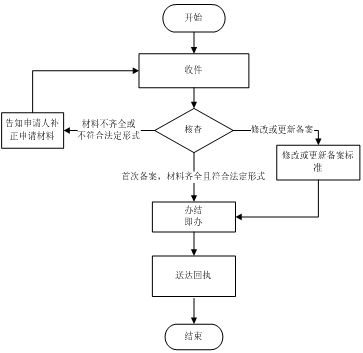 开始
收件
告知申请人补
正申请材料
材料不齐全或
不符合法定形式
核查
修改或更新备案
修改或更新备案标
准
首次备案，材料齐全且符合法定形式
办结
即办
送达回执
结束